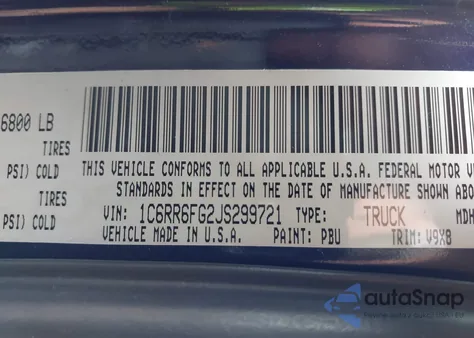 6800 LB
TIRES
PSI) COLD
TIRES
PSI) COLD
THIS VEHICLE CONFORMS TO ALL APPLICABLE U.S.A. FEDERAL MOTOR
STANDARDS IN EFFECT ON THE DATE OF MANUFACTURE SHOWN ABO
VIN: 1C6RR6FG2JS299721 TYPE: TRUCK MDH
VEHICLE MADE IN U.S.A. PAINT: PBU TRIM: V9X8
autoSnap